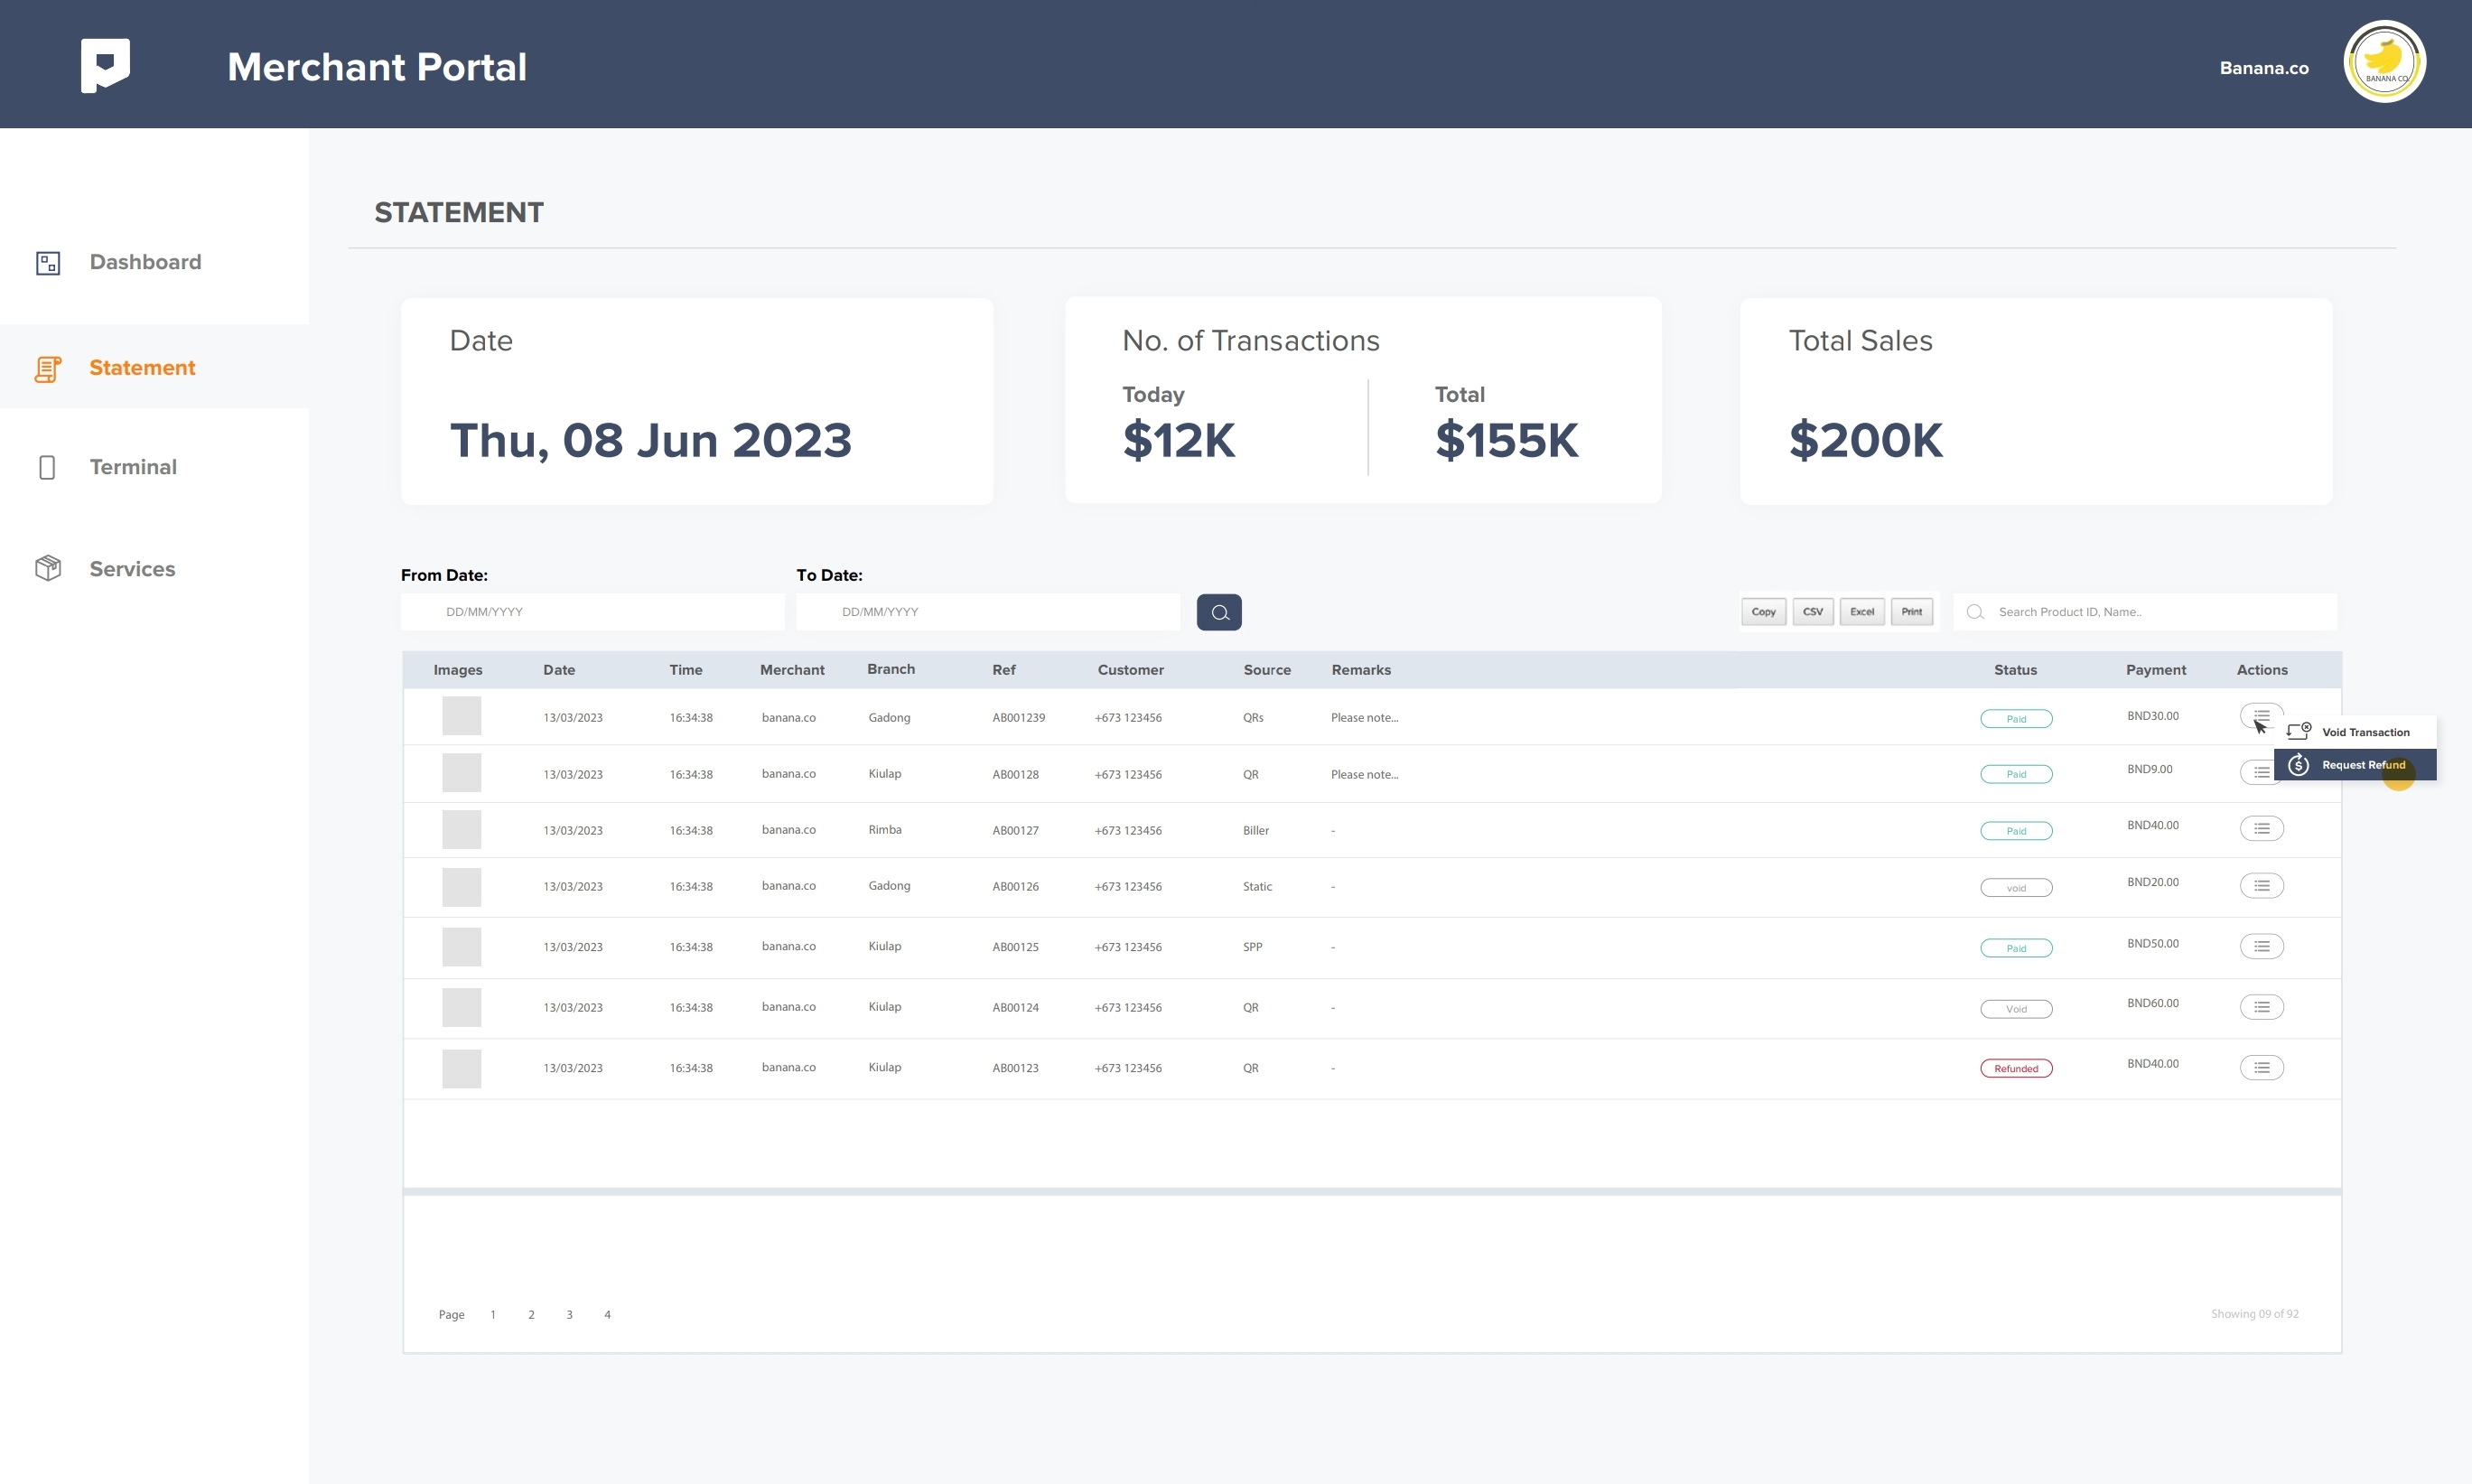 Merchant Portal
Banana.co
BANANA CO.
STATEMENT
Dashboard
Statement
Terminal
Services
Date
Thu, 08 Jun 2023
No. of Transactions
Today
$12K
Total
$155K
Total Sales
$200K
From Date:
To Date:
DD/MM/YYYY
DD/MM/YYYY
Copy CSV Excel Print
Search Product ID, Name..
Images Date Time Merchant Branch Ref Customer Source Remarks Status Payment Actions
13/03/2023 16:34:38 banana.co Gadong AB001239 +673 123456 QRs Please note... Paid BND30.00
Void Transaction
Request Refund
13/03/2023 16:34:38 banana.co Kiulap AB00128 +673 123456 QR Please note... Paid BND9.00
13/03/2023 16:34:38 banana.co Rimba AB00127 +673 123456 Biller - Paid BND40.00
13/03/2023 16:34:38 banana.co Gadong AB00126 +673 123456 Static - void BND20.00
13/03/2023 16:34:38 banana.co Kiulap AB00125 +673 123456 SPP - Paid BND50.00
13/03/2023 16:34:38 banana.co Kiulap AB00124 +673 123456 QR - Void BND60.00
13/03/2023 16:34:38 banana.co Kiulap AB00123 +673 123456 QR - Refunded BND40.00
Page 1 2 3 4
Showing 09 of 92